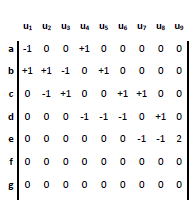 u₁ u₂ u₃ u₄ u₅ u₆ u₇ u₈ u₉
a -1 0 0 +1 0 0 0 0 0
b +1 +1 -1 0 +1 0 0 0 0
c 0 -1 +1 0 0 +1 +1 0 0
d 0 0 0 -1 -1 -1 0 +1 0
e 0 0 0 0 0 0 -1 -1 2
f 0 0 0 0 0 0 0 0 0
g 0 0 0 0 0 0 0 0 0